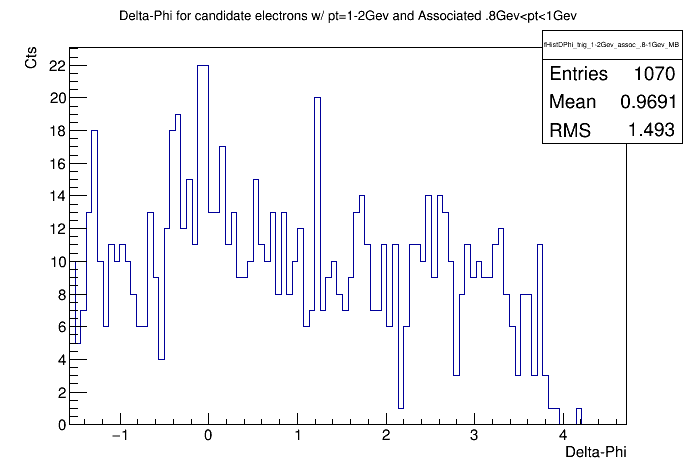 Delta-Phi for candidate electrons w/ pt=1-2Gev and Associated .8Gev<pt<1Gev
fHistDPhi_trig_1-2Gev_assoc_.8-1Gev_MB
Entries 1070
Mean 0.9691
RMS 1.493
Cts
22
20
18
16
14
12
10
8
6
4
2
0
−1 0 1 2 3 4
Delta-Phi